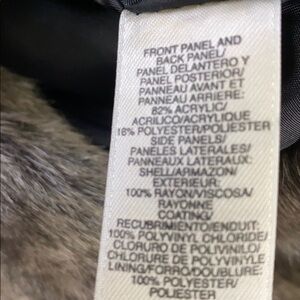 FRONT PANEL AND
BACK PANEL/
PANEL DELANTERO Y
PANEL POSTERIOR/
PANNEAU AVANT ET
PANNEAU ARRIERE:
82% ACRYLIC/
ACRILICO/ACRYLIQUE
18% POLYESTER/POLIESTER
SIDE PANELS/
PANELES LATERALES/
PANNEAUX LATERAUX:
SHELL/ARMAZON/
EXTERIEUR:
100% RAYON/VISCOSA/
RAYONNE
COATING/
RECUBRIMIENTO/ENDUIT:
100% POLYVINYL CHLORIDE/
CLORURO DE POLIVINILO/
CHLORURE DE POLYVINYLE
LINING/FORRO/DOUBLURE:
100% POLYESTER/
POLIESTER